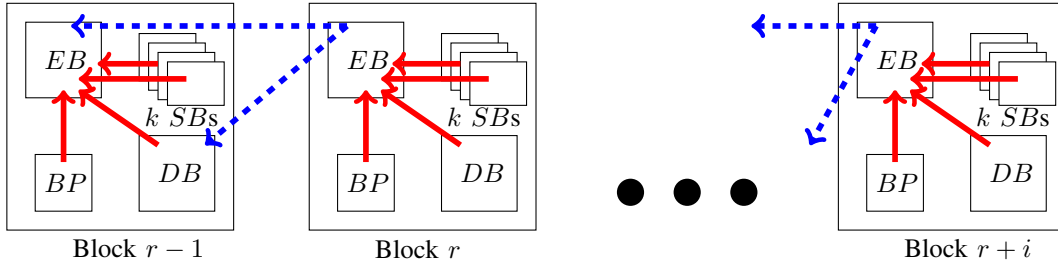 EB
k SBs
BP
DB
Block r − 1
EB
k SBs
BP
DB
Block r
EB
k SBs
BP
DB
Block r + i